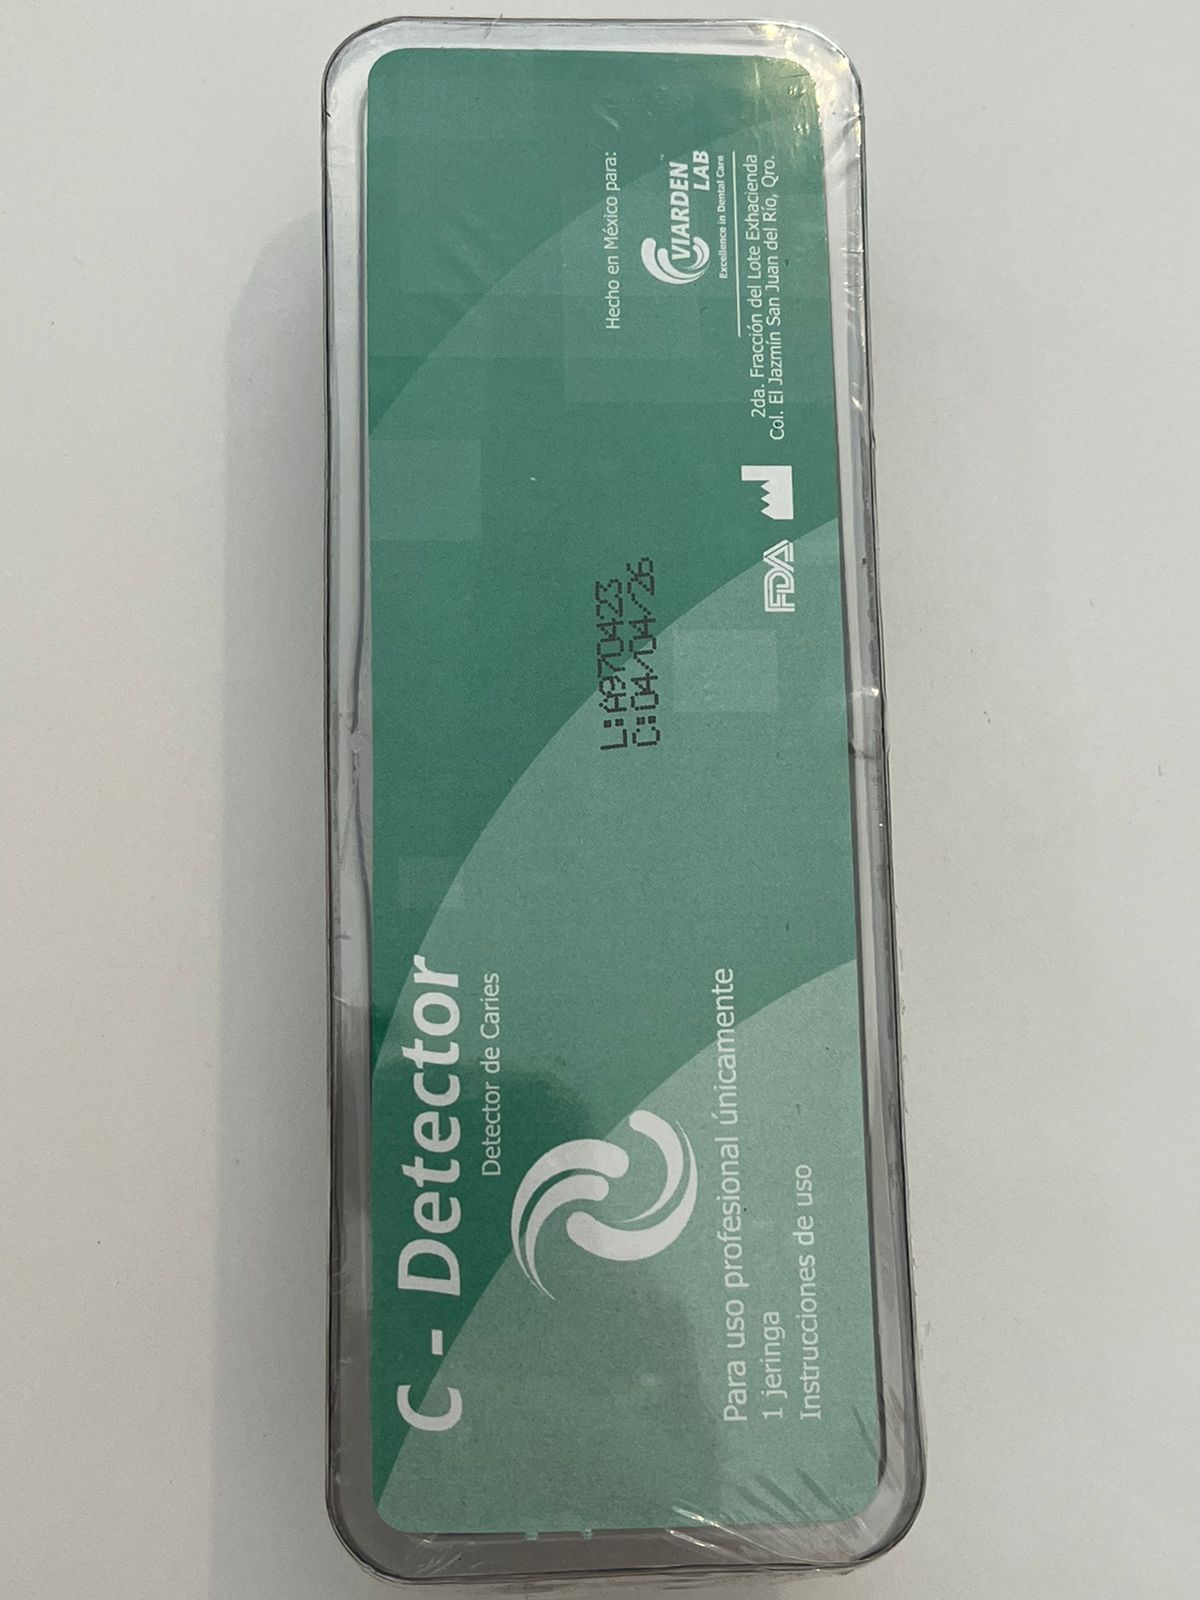 C - Detector
Detector de Caries
Para uso profesional únicamente
1 jeringa
Instrucciones de uso
L:A970423
C:04/04/26
Hecho en México para:
VIARDEN
LAB
™
Excellence in Dental Care
2da. Fracción del Lote Exhacienda
Col. El Jazmín San Juan del Río, Qro.
FDA